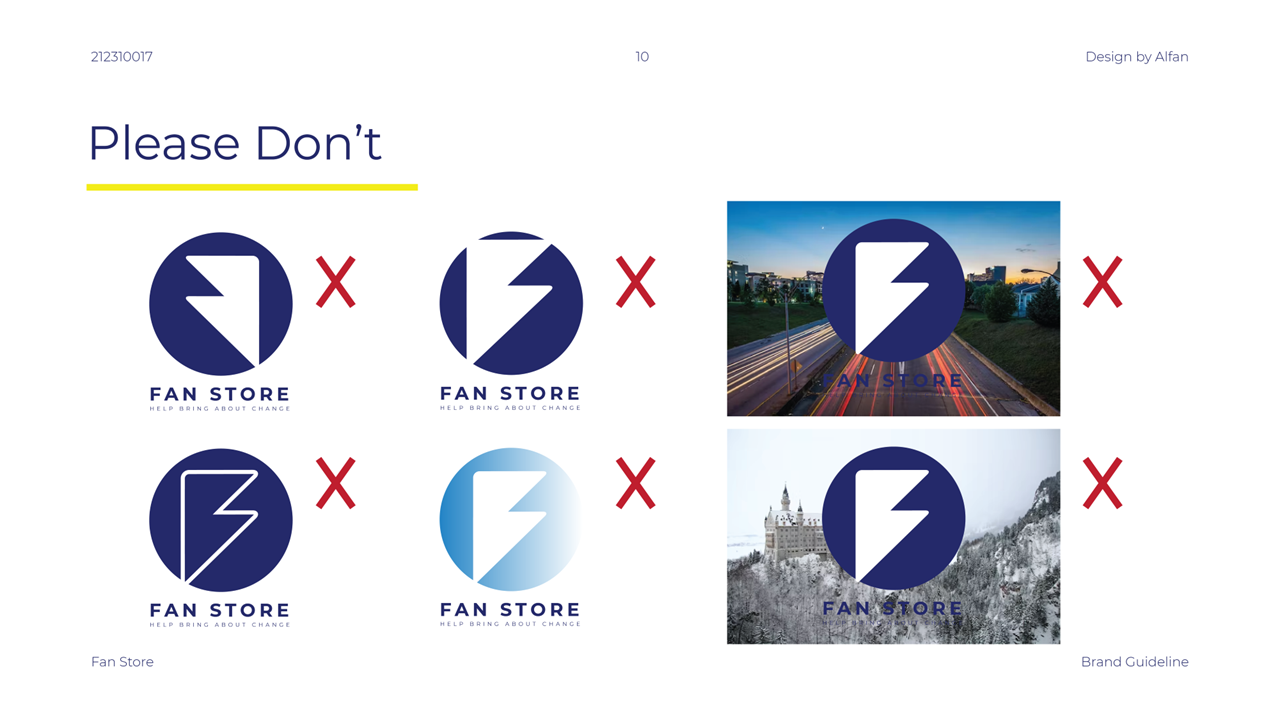 212310017
10
Design by Alfan
Please Don’t
FAN STORE
HELP BRING ABOUT CHANGE
FAN STORE
HELP BRING ABOUT CHANGE
FAN STORE
FAN STORE
HELP BRING ABOUT CHANGE
FAN STORE
HELP BRING ABOUT CHANGE
FAN STORE
Fan Store
Brand Guideline